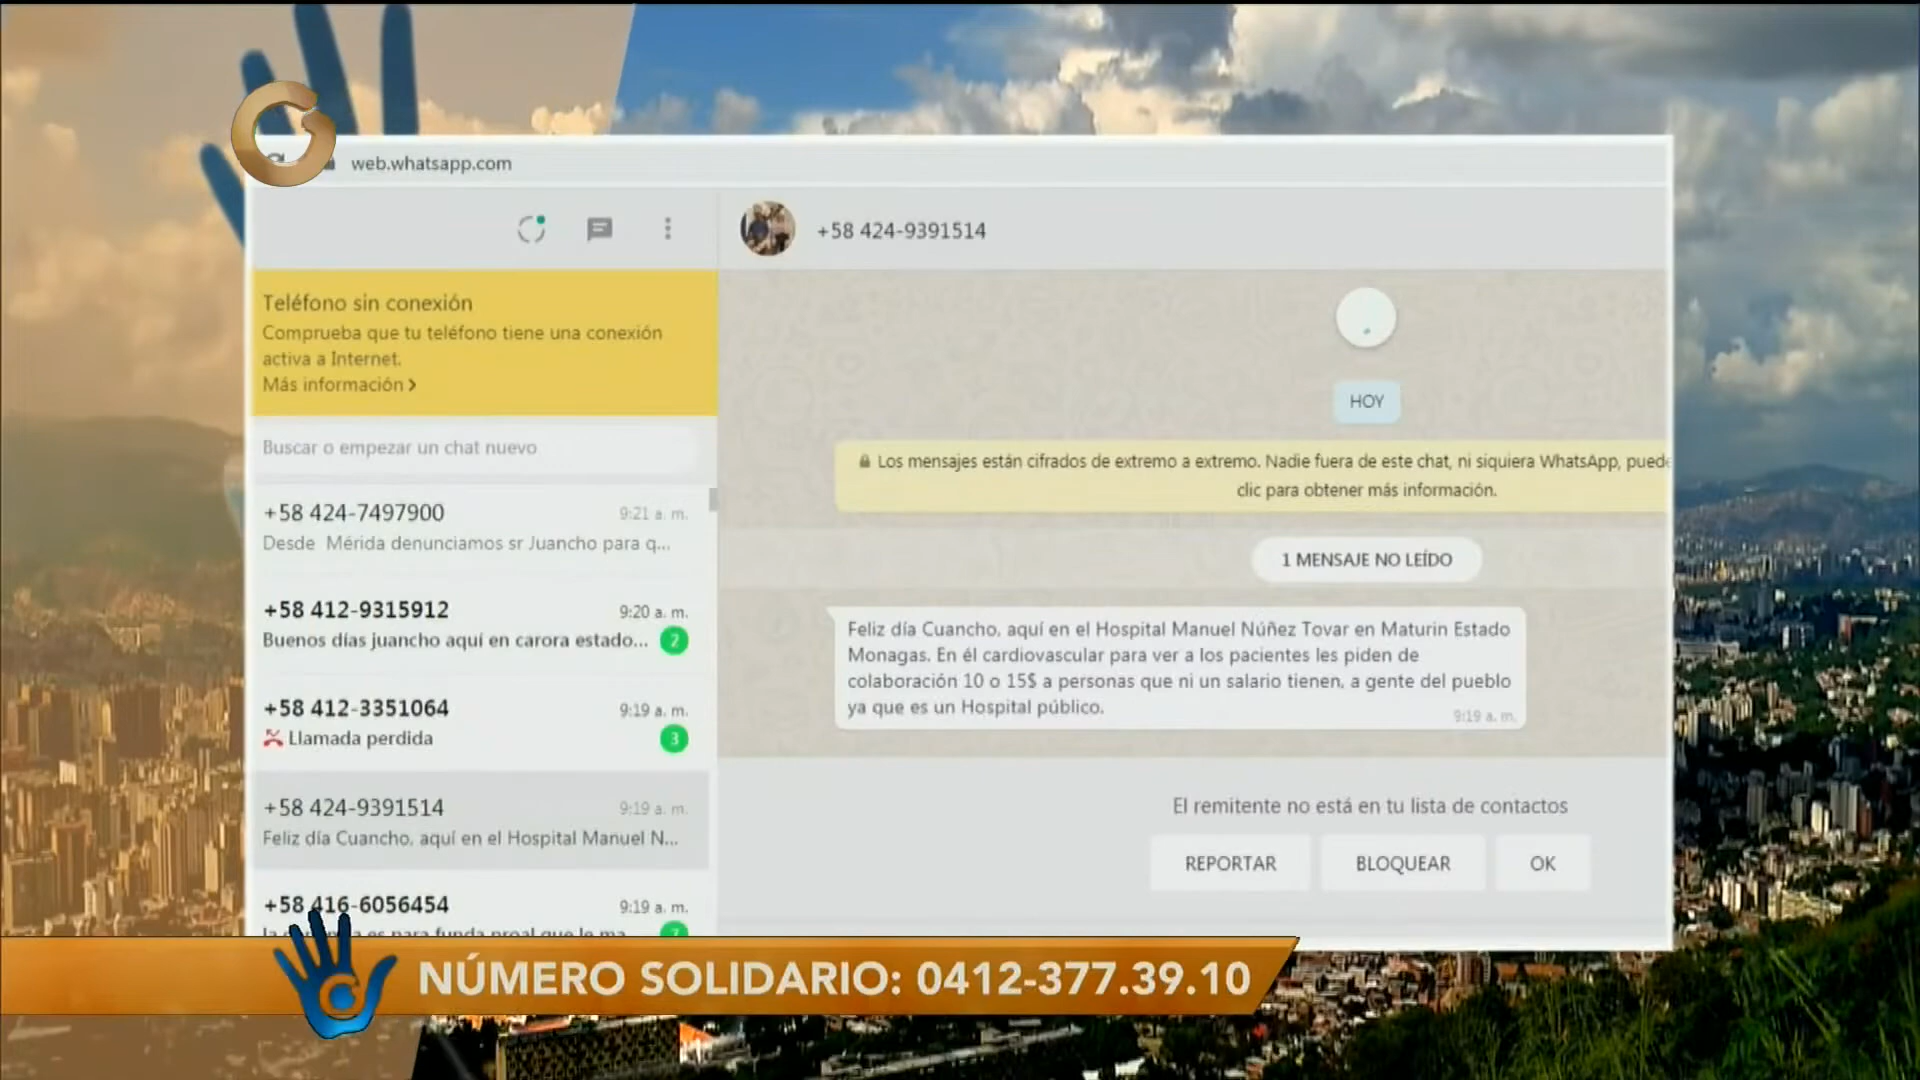 web.whatsapp.com
Teléfono sin conexión
Comprueba que tu teléfono tiene una conexión
activa a Internet.
Más información >
Buscar o empezar un chat nuevo
+58 424-7497900
9:21 a. m.
Desde Mérida denunciamos sr Juancho para q...
+58 412-9315912
9:20 a. m.
Buenos días juancho aquí en carora estado...
2
+58 412-3351064
9:19 a. m.
Llamada perdida
3
+58 424-9391514
9:19 a. m.
Feliz día Cuancho, aquí en el Hospital Manuel N...
+58 416-6056454
9:19 a. m.
es para funda proal que le ma
+58 424-9391514
HOY
Los mensajes están cifrados de extremo a extremo. Nadie fuera de este chat, ni siquiera WhatsApp, puede
clic para obtener más información.
1 MENSAJE NO LEÍDO
Feliz día Cuancho, aquí en el Hospital Manuel Núñez Tovar en Maturin Estado
Monagas. En él cardiovascular para ver a los pacientes les piden de
colaboración 10 o 15$ a personas que ni un salario tienen, a gente del pueblo
ya que es un Hospital público.
9:19 a. m.
El remitente no está en tu lista de contactos
REPORTAR
BLOQUEAR
OK
NÚMERO SOLIDARIO: 0412-377.39.10